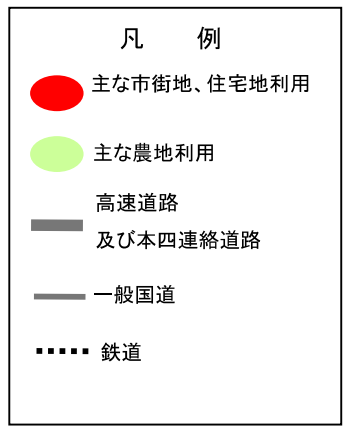 凡　例
主な市街地、住宅地利用
主な農地利用
高速道路
及び本四連絡道路
一般国道
鉄道